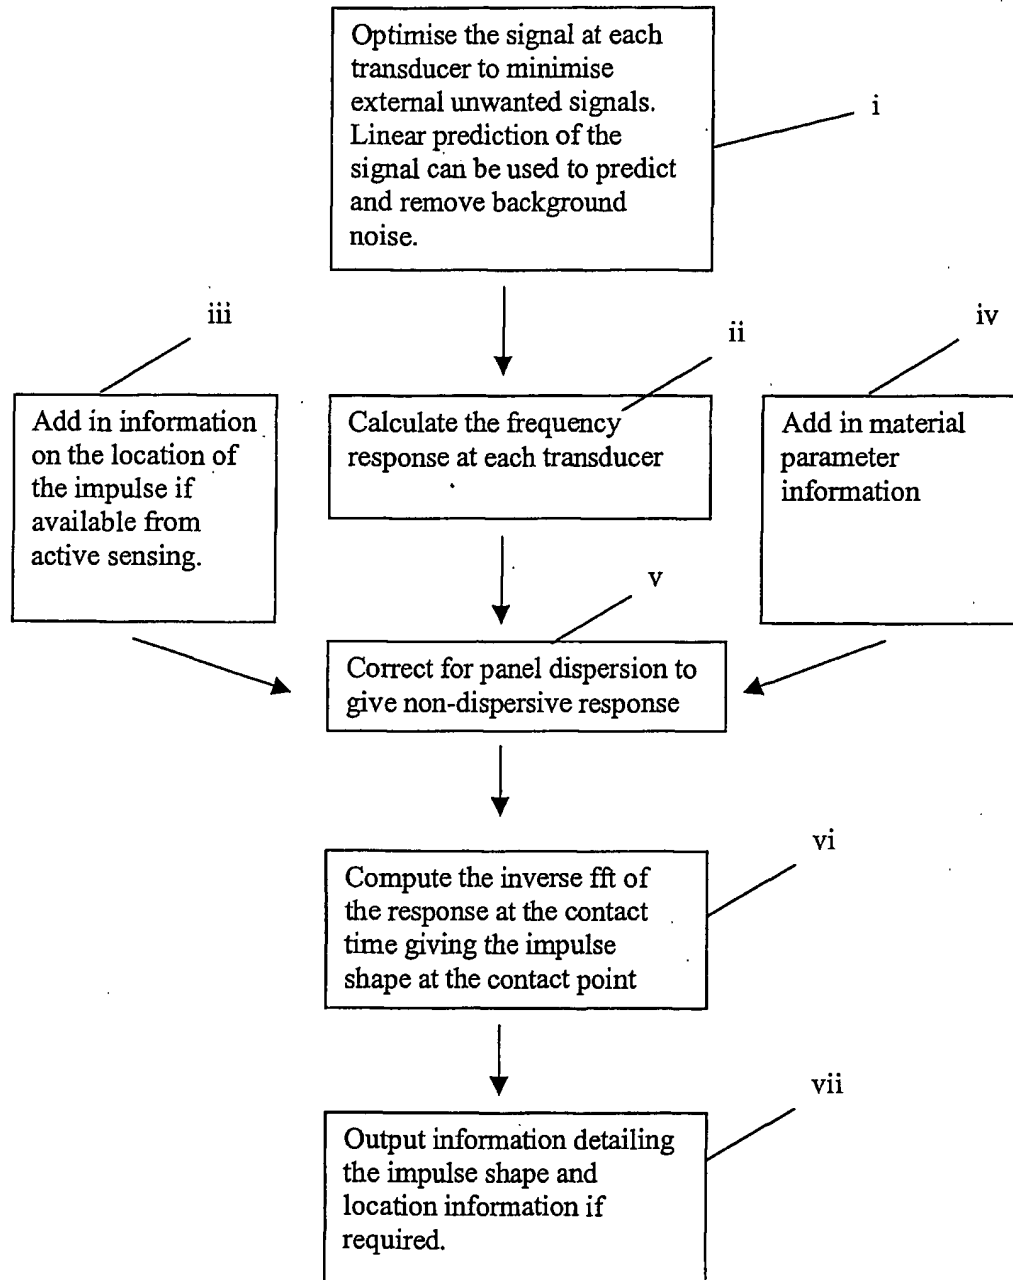 Optimise the signal at each
transducer to minimise
external unwanted signals.
Linear prediction of the
signal can be used to predict
and remove background
noise.
i
iii
ii
iv
Add in information
on the location of
the impulse if
available from
active sensing.
Calculate the frequency
response at each transducer
Add in material
parameter
information
v
Correct for panel dispersion to
give non-dispersive response
vi
Compute the inverse fft of
the response at the contact
time giving the impulse
shape at the contact point
vii
Output information detailing
the impulse shape and
location information if
required.